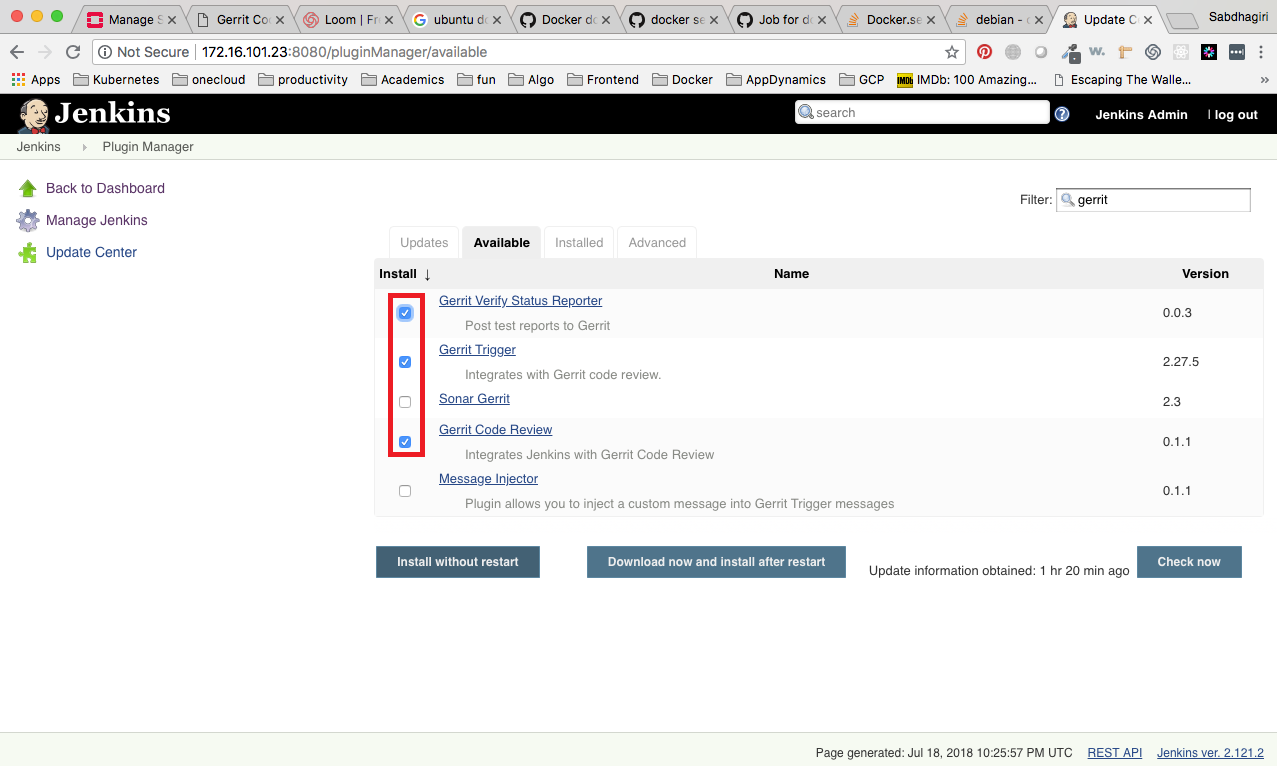 Manage S
Gerrit Co
Loom | Fr
ubuntu do
Docker do
docker se
Job for do
Docker.se
debian - c
Update C
Sabdhagiri
Not Secure 172.16.101.23:8080/pluginManager/available
Apps Kubernetes onecloud productivity Academics fun Algo Frontend Docker AppDynamics GCP IMDb: 100 Amazing... Escaping The Walle... »
Jenkins search Jenkins Admin | log out
Jenkins Plugin Manager
Back to Dashboard
Manage Jenkins
Update Center
Filter: gerrit
Updates Available Installed Advanced
Install ↓ Name Version
Gerrit Verify Status Reporter
Post test reports to Gerrit
0.0.3
Gerrit Trigger
Integrates with Gerrit code review.
2.27.5
Sonar Gerrit
2.3
Gerrit Code Review
Integrates Jenkins with Gerrit Code Review
0.1.1
Message Injector
Plugin allows you to inject a custom message into Gerrit Trigger messages
0.1.1
Install without restart Download now and install after restart Update information obtained: 1 hr 20 min ago Check now
Page generated: Jul 18, 2018 10:25:57 PM UTC REST API Jenkins ver. 2.121.2